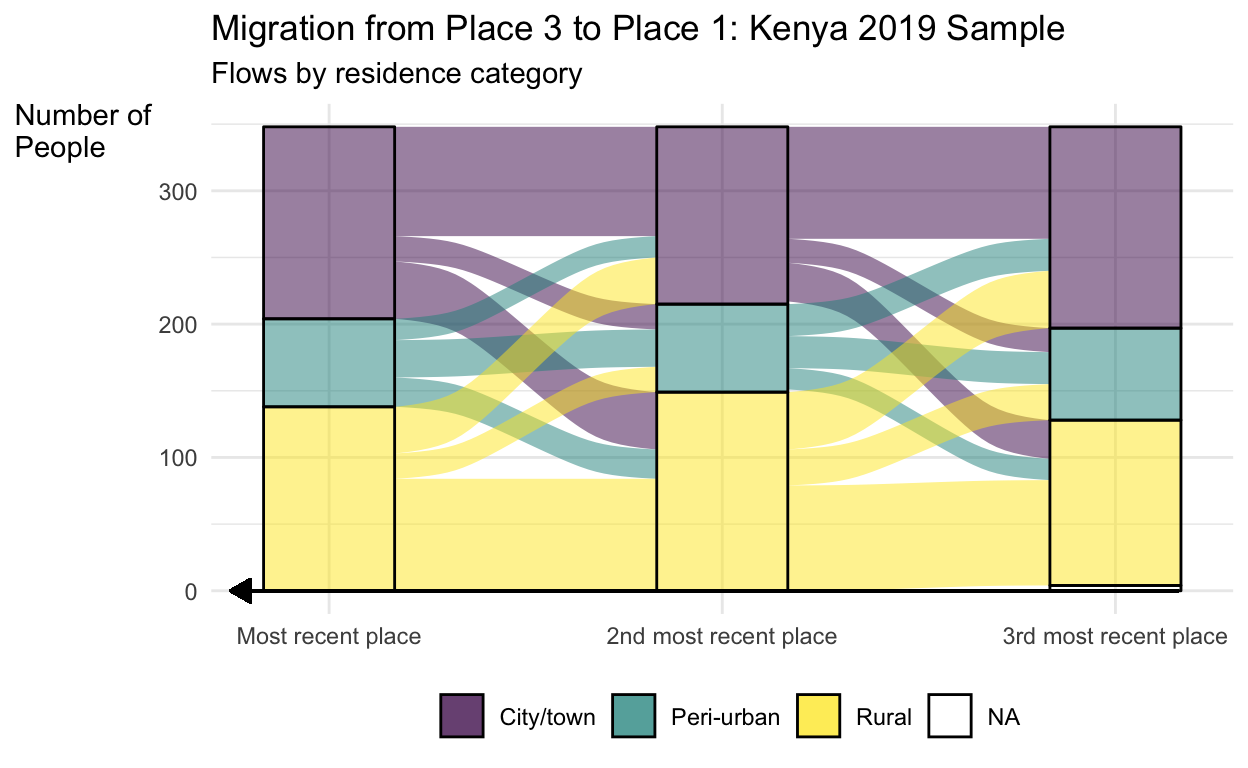 Migration from Place 3 to Place 1: Kenya 2019 Sample
Flows by residence category
Number of
People
300
200
100
0
Most recent place
2nd most recent place
3rd most recent place
City/town
Peri-urban
Rural
NA